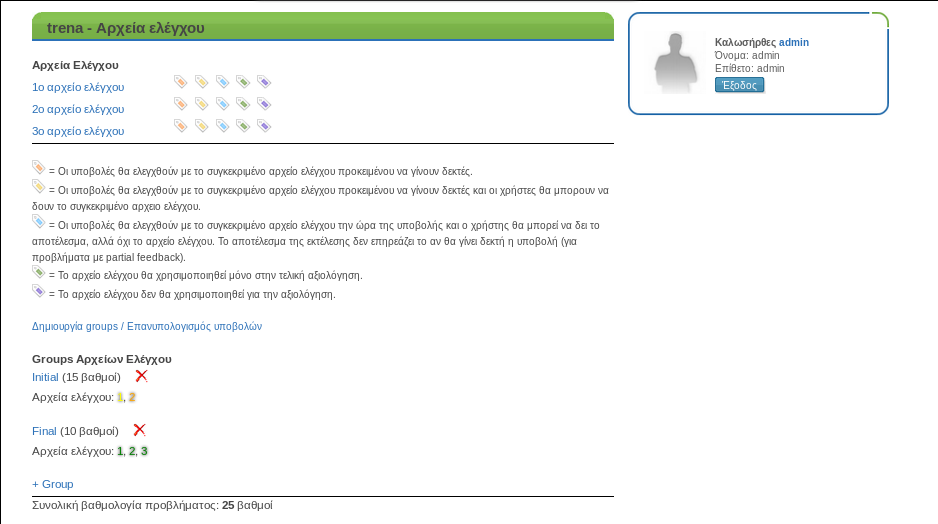 trena - Αρχεία ελέγχου
Αρχεία Ελέγχου
1ο αρχείο ελέγχου
2ο αρχείο ελέγχου
3ο αρχείο ελέγχου
= Οι υποβολές θα ελεγχθούν με το συγκεκριμένο αρχείο ελέγχου προκειμένου να γίνουν δεκτές.
= Οι υποβολές θα ελεγχθούν με το συγκεκριμένο αρχείο ελέγχου προκειμένου να γίνουν δεκτές και οι χρήστες θα μπορουν να
δουν το συγκεκριμένο αρχειο ελέγχου.
= Οι υποβολές θα ελεγχθούν με το συγκεκριμένο αρχείο ελέγχου την ώρα της υποβολής και ο χρήστης θα μπορεί να δει το
αποτέλεσμα, αλλά όχι το αρχείο ελέγχου. Το αποτέλεσμα της εκτέλεσης δεν επηρεάζει το αν θα γίνει δεκτή η υποβολή (για
προβλήματα με partial feedback).
= Το αρχείο ελέγχου θα χρησιμοποιηθεί μόνο στην τελική αξιολόγηση.
= Το αρχείο ελέγχου δεν θα χρησιμοποιηθεί για την αξιολόγηση.
Δημιουργία groups / Επανυπολογισμός υποβολών
Groups Αρχείων Ελέγχου
Initial (15 βαθμοί)
Αρχεία ελέγχου: 1, 2
Final (10 βαθμοί)
Αρχεία ελέγχου: 1, 2, 3
+ Group
Συνολική βαθμολογία προβλήματος: 25 βαθμοί
Καλωσήρθες admin
Όνομα: admin
Επίθετο: admin
Έξοδος